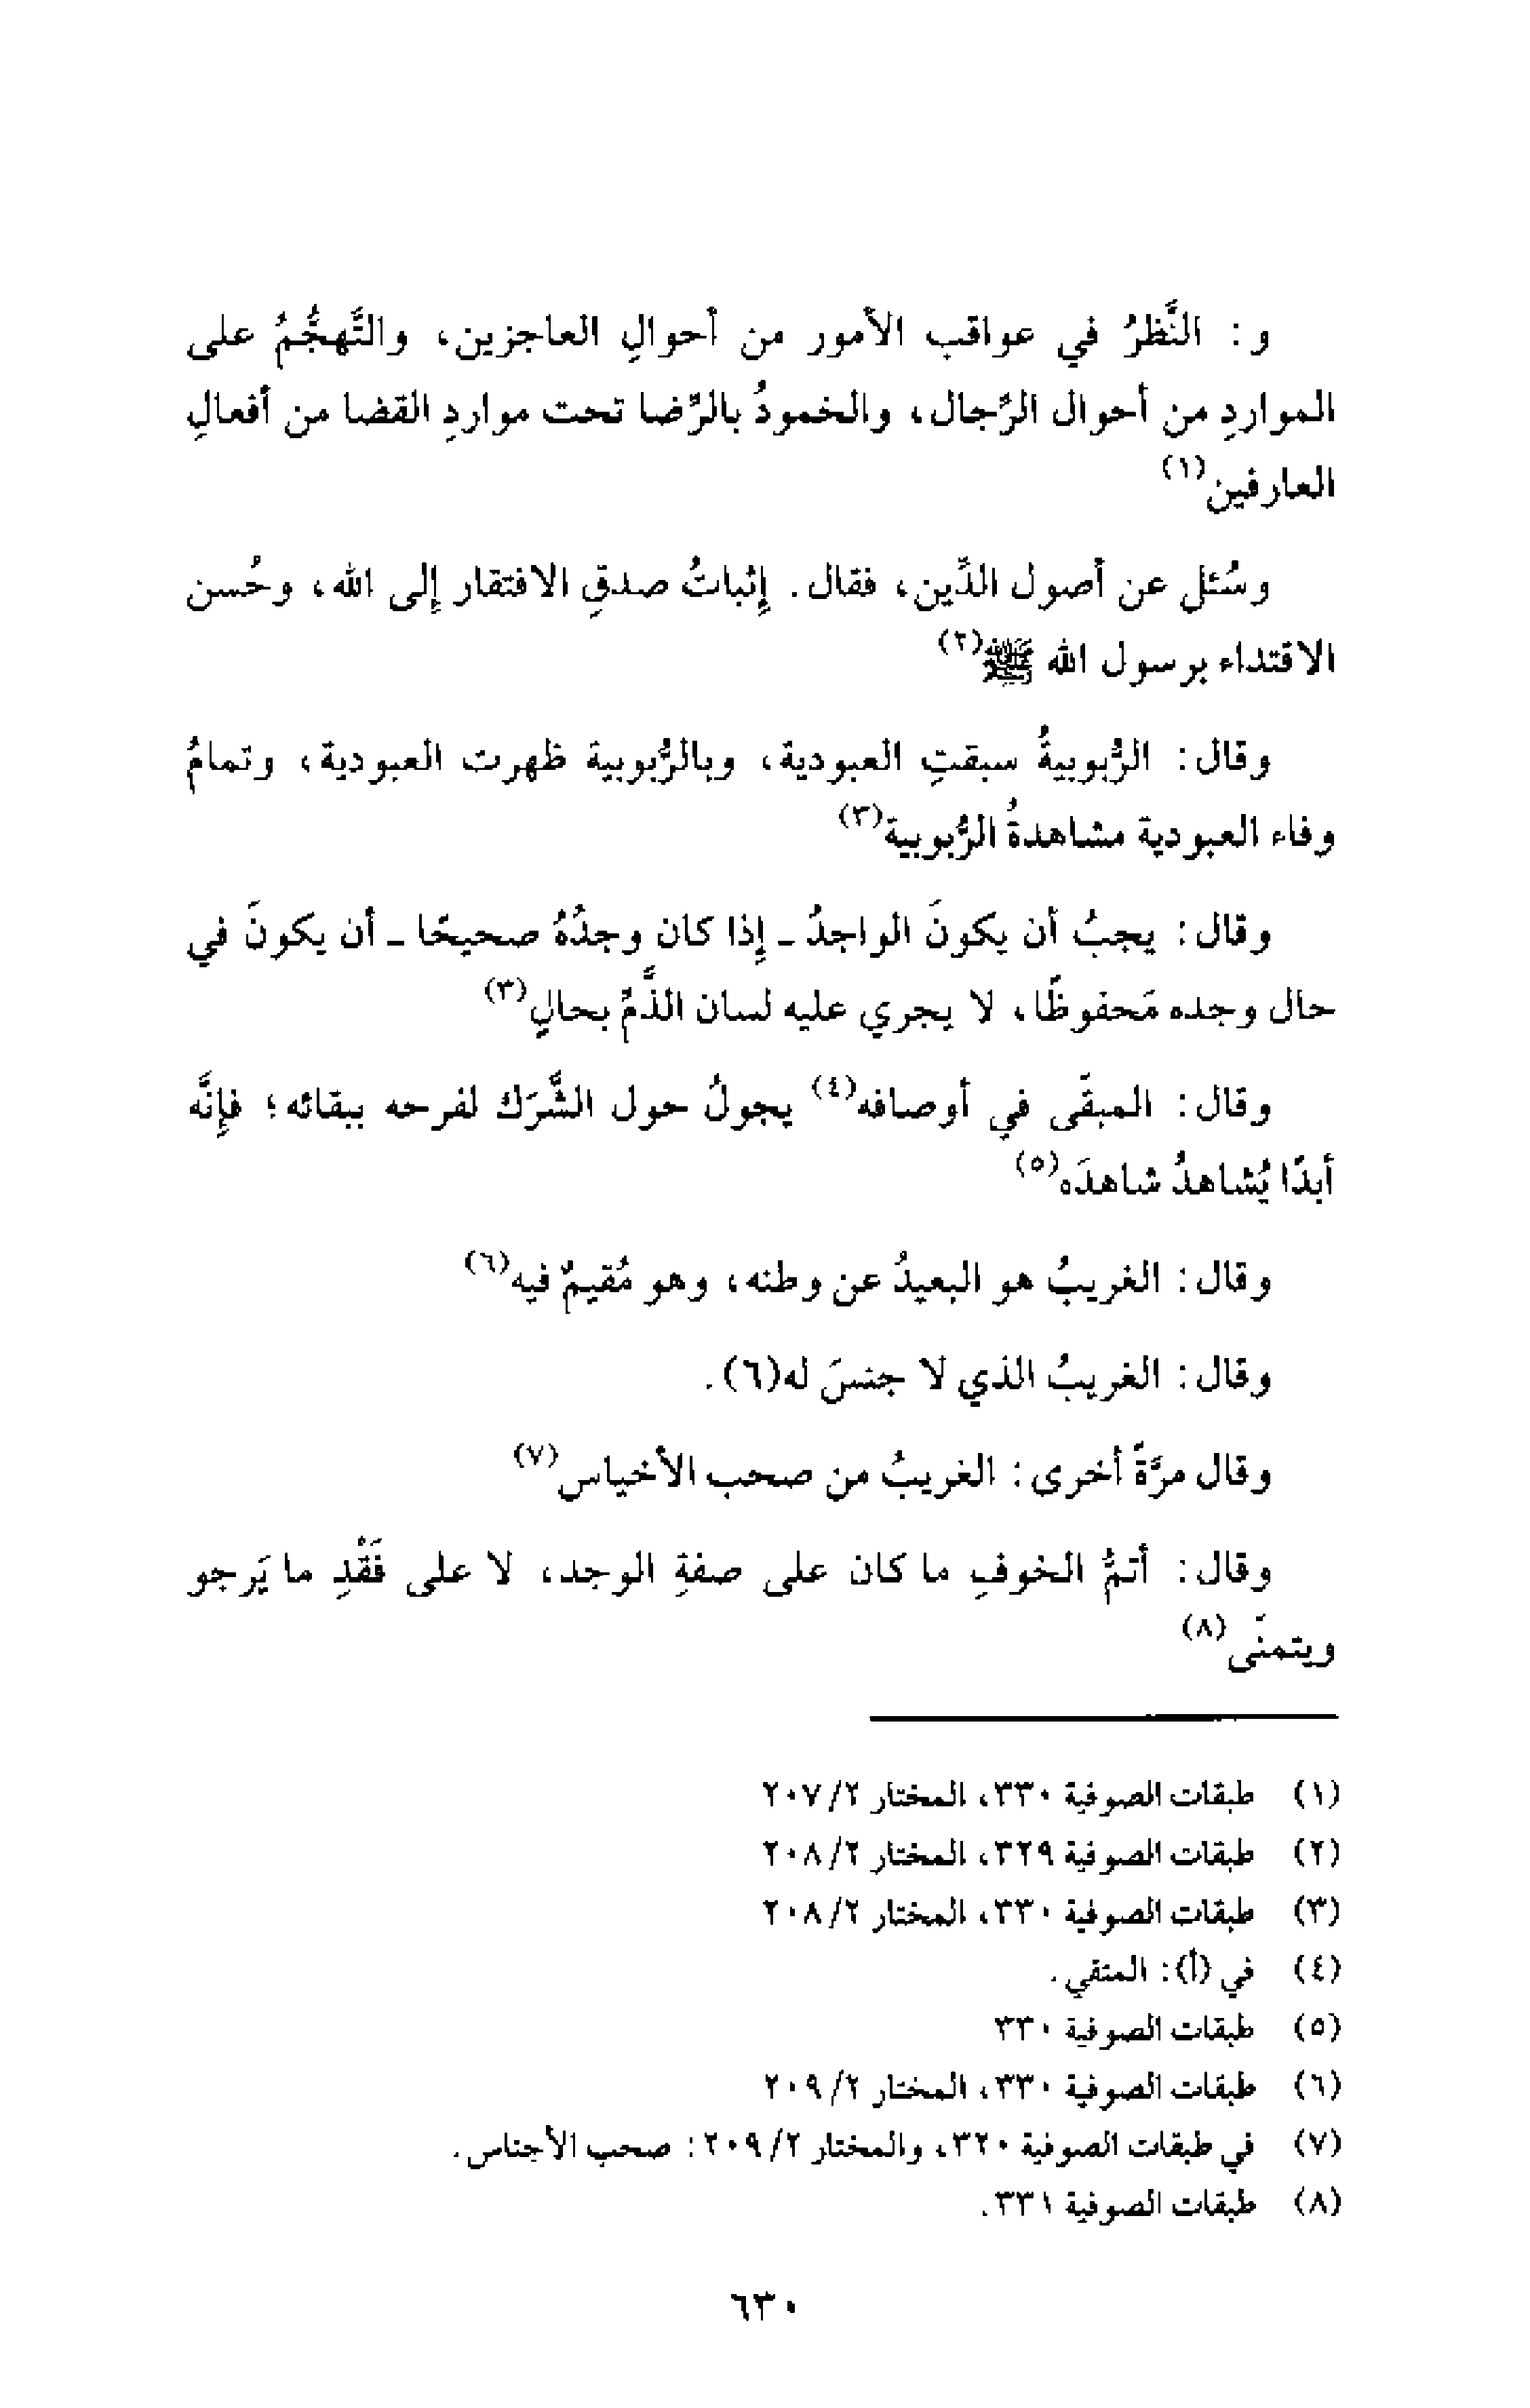 و: النَّظرُ في عواقب الأمور من أحوالِ العاجزين، والتَّهجُّمُ على
المواردِ من أحوال الرِّجال، والخمودُ بالرِّضا تحت مواردِ القضا من أفعالِ
العارفين(١)
وسُئل عن أصول الدِّين، فقال. إثباتُ صدقِ الافتقار إلى الله، وحُسن
الاقتداء برسول الله ﷺ(٢)
وقال: الرُّبوبيةُ سبقتِ العبودية، وبالرُّبوبية ظهرت العبودية، وتمامُ
وفاء العبودية مشاهدةُ الرُّبوبية(٣)
وقال: يجبُ أن يكونَ الواجدُ - إذا كان وجدُهُ صحيحًا - أن يكونَ في
حال وجده مَحفوظًا، لا يجري عليه لسان الذَّمِّ بحالٍ(٣)
وقال: المبقَى في أوصافه(٤) يجولُ حول الشَّرَك لفرحه ببقائه؛ فإنَّه
أبدًا يُشاهدُ شاهدَه(٥)
وقال: الغريبُ هو البعيدُ عن وطنه، وهو مُقيمٌ فيه(٦)
وقال: الغريبُ الذي لا جنسَ له(٦).
وقال مرَّةً أخرى: الغريبُ من صحب الأخياس(٧)
وقال: أتمُّ الخوفِ ما كان على صفةِ الوجد، لا على فَقْدِ ما يَرجو
ويتمنَّى(٨)
(١) طبقات الصوفية ٣٣٠، المختار ٢/ ٢٠٧
(٢) طبقات الصوفية ٣٢٩، المختار ٢/ ٢٠٨
(٣) طبقات الصوفية ٣٣٠، المختار ٢/ ٢٠٨
(٤) في (أ): المتقي.
(٥) طبقات الصوفية ٣٣٠
(٦) طبقات الصوفية ٣٣٠، المختار ٢/ ٢٠٩
(٧) في طبقات الصوفية ٣٢٠، والمختار ٢/ ٢٠٩: صحب الأجناس.
(٨) طبقات الصوفية ٣٣١.
٦٣٠